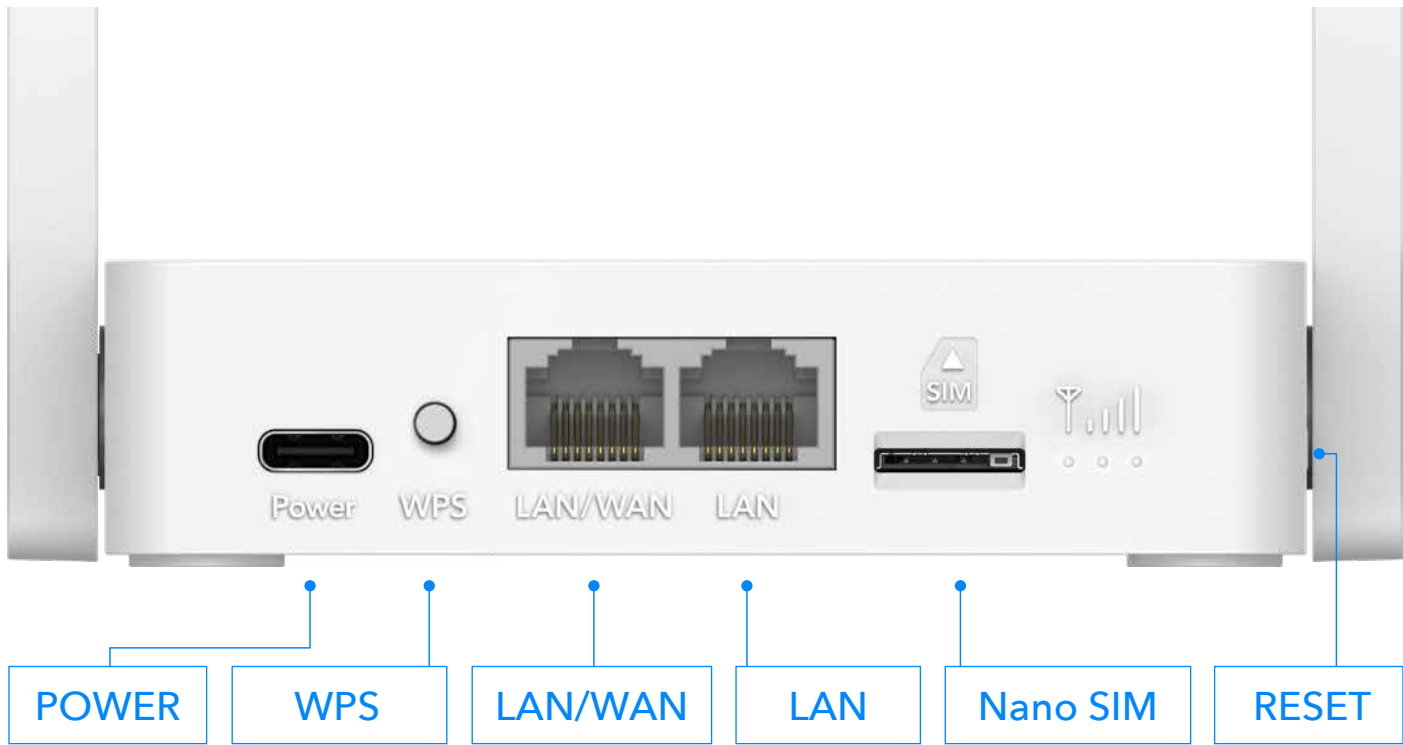 SIM
Power
WPS
LAN/WAN
LAN
POWER
WPS
LAN/WAN
LAN
Nano SIM
RESET